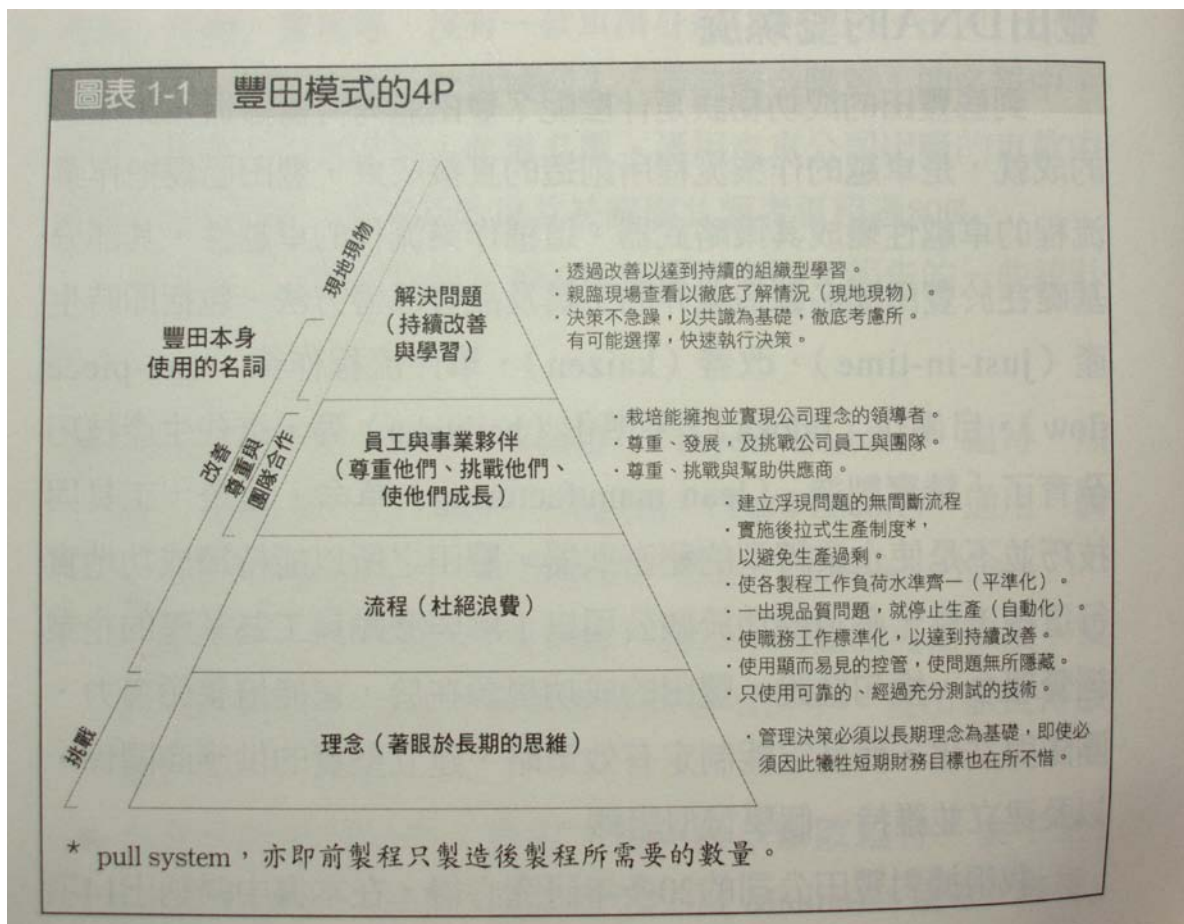 圖表 1-1 豐田模式的4P
豐田本身
使用的名詞
現地現物
改善
尊重與
團隊合作
挑戰
解決問題
（持續改善
與學習）
．透過改善以達到持續的組織型學習。
．親臨現場查看以徹底了解情況（現地現物）。
．決策不急躁，以共識為基礎，徹底考慮所。
有可能選擇，快速執行決策。
員工與事業夥伴
（尊重他們、挑戰他們、
使他們成長）
．栽培能擁抱並實現公司理念的領導者。
．尊重、發展，及挑戰公司員工與團隊。
．尊重、挑戰與幫助供應商。
流程（杜絕浪費）
．建立浮現問題的無間斷流程
．實施後拉式生產制度*，
以避免生產過剩。
．使各製程工作負荷水準齊一（平準化）。
．一出現品質問題，就停止生產（自動化）。
．使職務工作標準化，以達到持續改善。
．使用顯而易見的控管，使問題無所隱藏。
．只使用可靠的、經過充分測試的技術。
理念（著眼於長期的思維）
．管理決策必須以長期理念為基礎，即使必
須因此犧牲短期財務目標也在所不惜。
* pull system，亦即前製程只製造後製程所需要的數量。